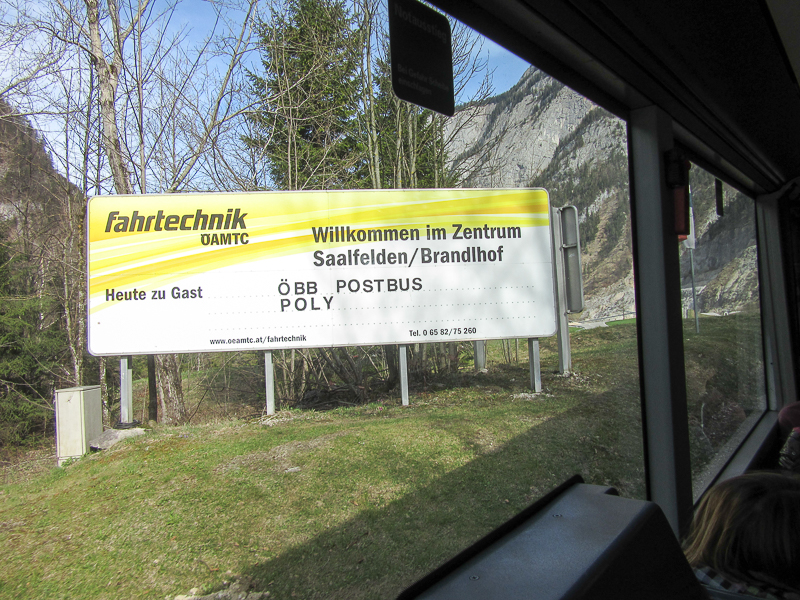 fahrtechnik
ÖAMTC
Willkommen im Zentrum
Saalfelden/Brandlhof
Heute zu Gast
ÖBB POSTBUS
POLY
www.oeamtc.at/fahrtechnik
Tel. 0 65 82/75 260